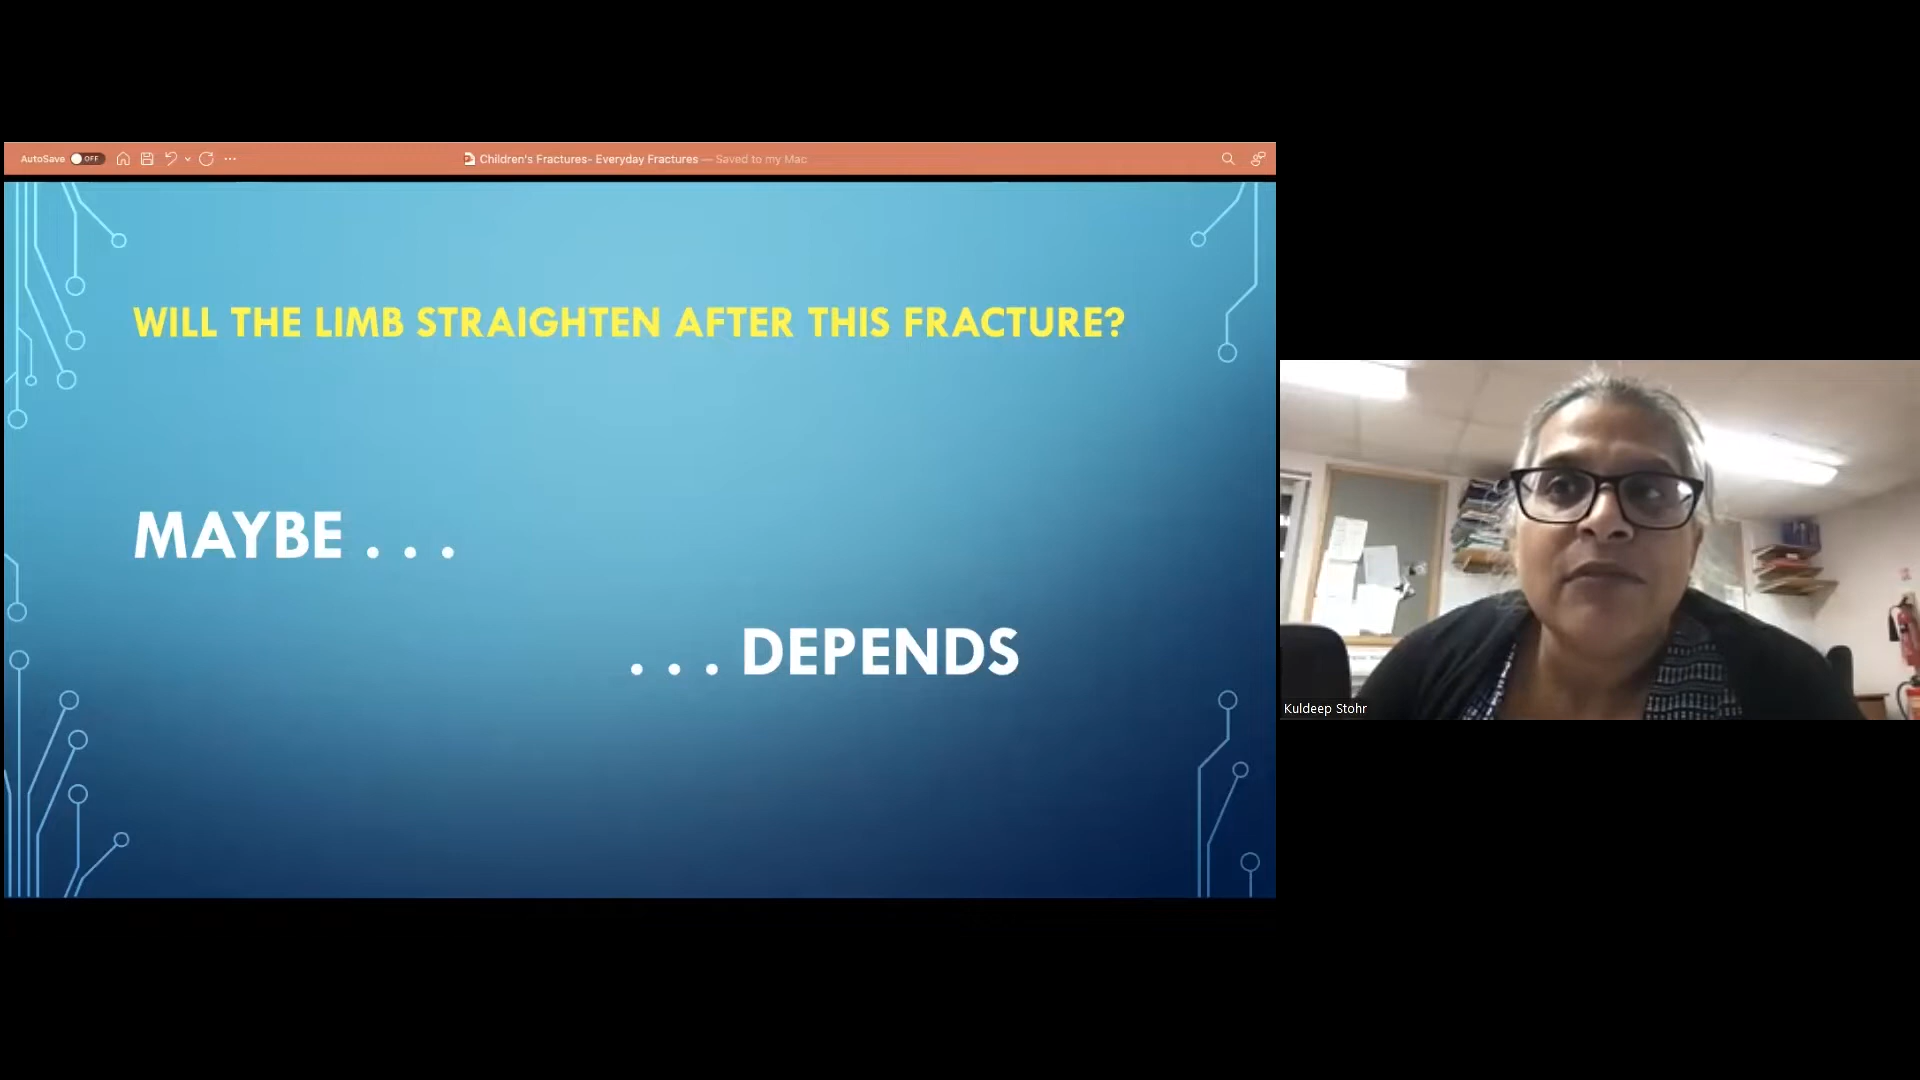 AutoSave OFF
Children's Fractures- Everyday Fractures — Saved to my Mac
WILL THE LIMB STRAIGHTEN AFTER THIS FRACTURE?
MAYBE . . .
. . . DEPENDS
Kuldeep Stohr